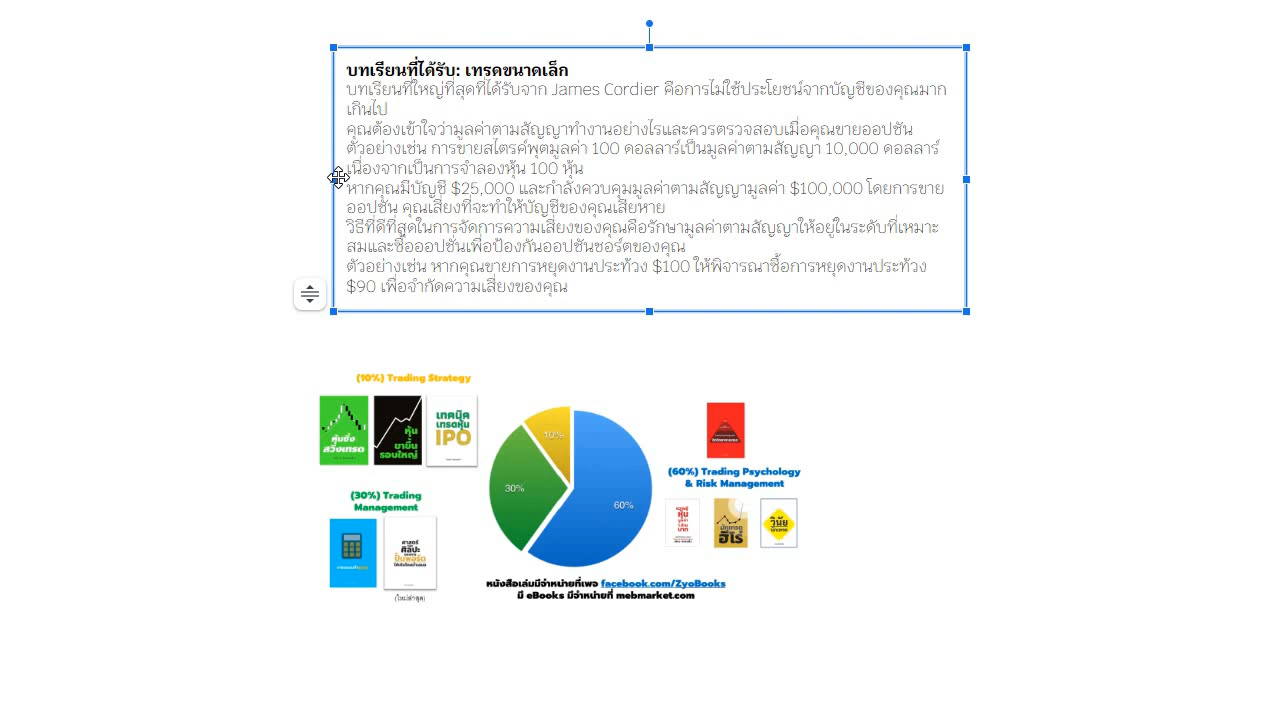 บทเรียนที่ได้รับ: เทรดขนาดเล็ก
บทเรียนที่ใหญ่ที่สุดที่ได้รับจาก James Cordier คือการไม่ใช้ประโยชน์จากบัญชีของคุณมาก
เกินไป
คุณต้องเข้าใจว่ามูลค่าตามสัญญาทำงานอย่างไรและควรตรวจสอบเมื่อคุณขายออปชัน
ตัวอย่างเช่น การขายสไตรค์พุตมูลค่า 100 ดอลลาร์เป็นมูลค่าตามสัญญา 10,000 ดอลลาร์
เนื่องจากเป็นการจำลองหุ้น 100 หุ้น
หากคุณมีบัญชี $25,000 และกำลังควบคุมมูลค่าตามสัญญามูลค่า $100,000 โดยการขาย
ออปชัน คุณเสี่ยงที่จะทำให้บัญชีของคุณเสียหาย
วิธีที่ดีที่สุดในการจัดการความเสี่ยงของคุณคือรักษามูลค่าตามสัญญาให้อยู่ในระดับที่เหมาะ
สมและซื้อออปชั่นเพื่อป้องกันออปชันชอร์ตของคุณ
ตัวอย่างเช่น หากคุณขายการหยุดงานประท้วง $100 ให้พิจารณาซื้อการหยุดงานประท้วง
$90 เพื่อจำกัดความเสี่ยงของคุณ
(10%) Trading Strategy
หุ้นซิ่ง
สวิงเทรด
หุ้น
ขาขึ้น
รอบใหญ่
เทคนิค
เทรดหุ้น
IPO
10%
30%
60%
(60%) Trading Psychology
& Risk Management
(30%) Trading
Management
ศาสตร์
ศิลปะ
ปั้นพอร์ต
หุ้น
ฮีโร่
วินัย
(ใหม่ล่าสุด)
หนังสือเล่มมีจำหน่ายที่เพจ facebook.com/ZyoBooks
มี eBooks มีจำหน่ายที่ mebmarket.com